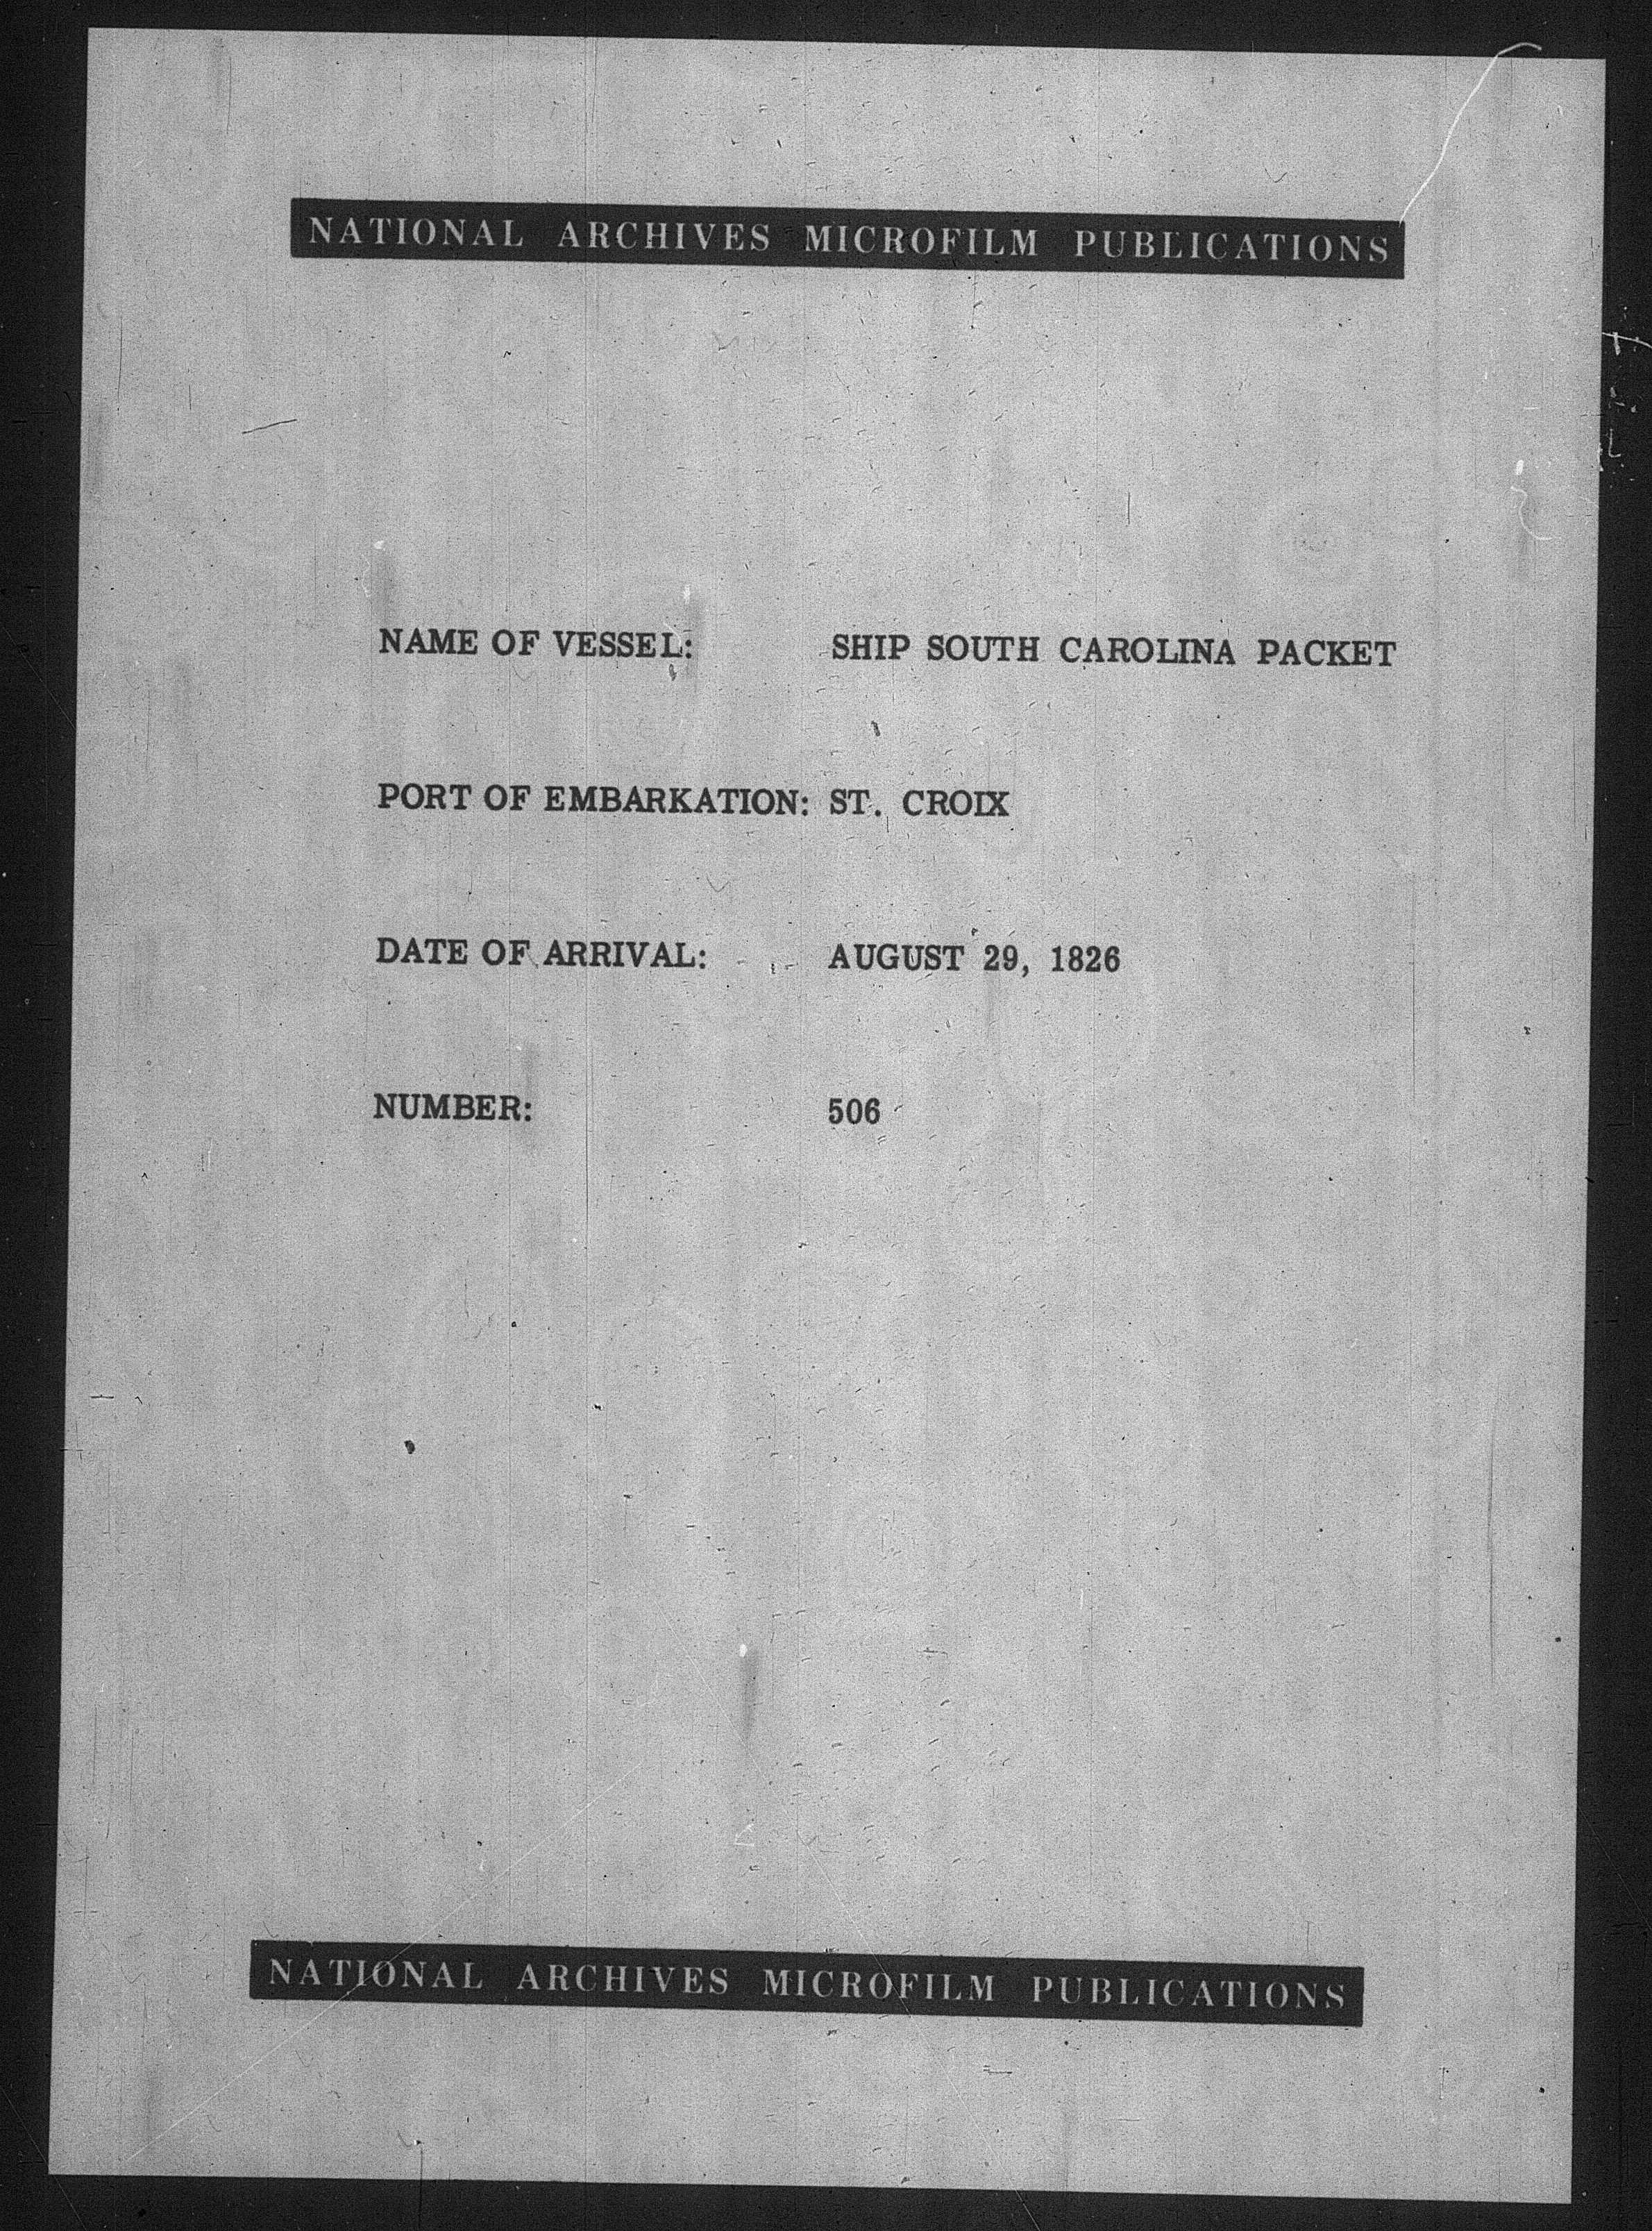 NATIONAL ARCHIVES MICROFILM PUBLICATIONS
NAME OF VESSEL: SHIP SOUTH CAROLINA PACKET
PORT OF EMBARKATION: ST. CROIX
DATE OF ARRIVAL: AUGUST 29, 1826
NUMBER: 506
NATIONAL ARCHIVES MICROFILM PUBLICATIONS